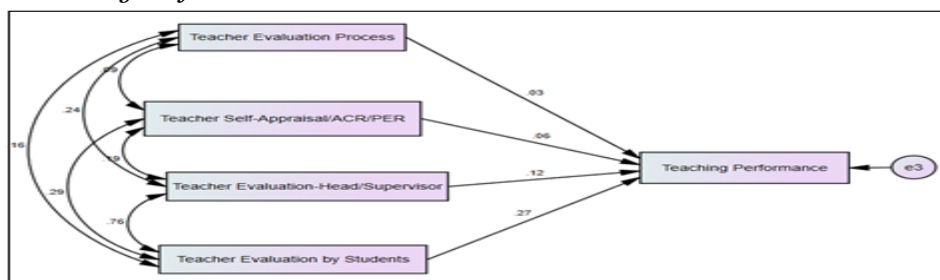 Teacher Evaluation Process
.09
.03
.24
Teacher Self-Appraisal/ACR/PER
.06
.16
.19
Teaching Performance
e3
.12
Teacher Evaluation-Head/Supervisor
.29
.27
.76
Teacher Evaluation by Students